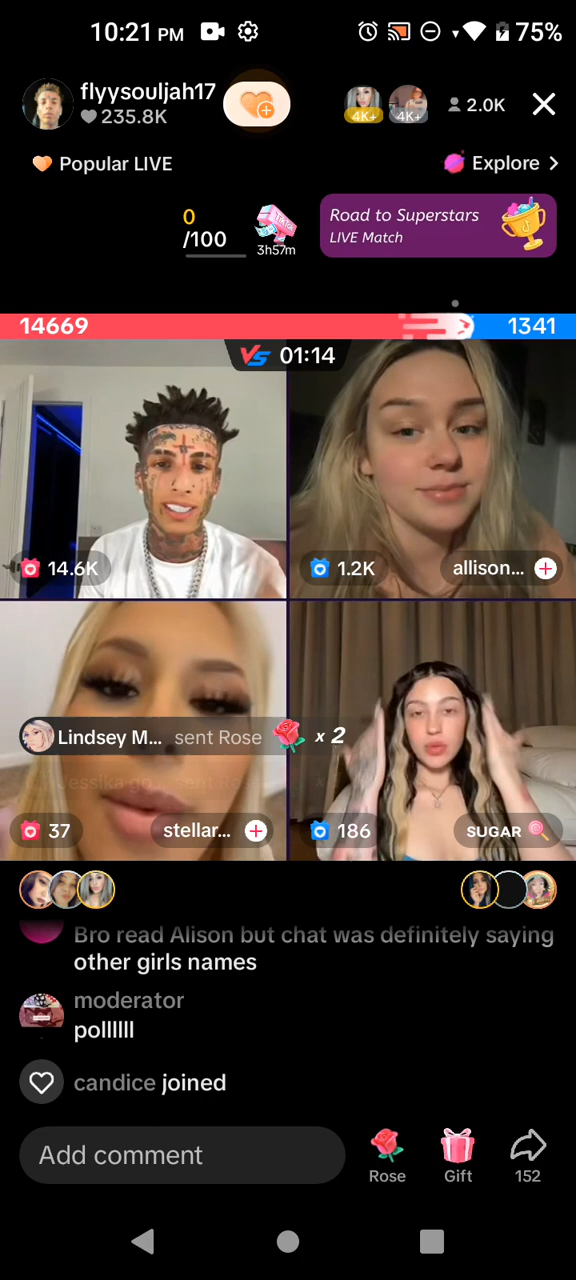 10:21 PM
75%
flyysouljah17
235.8K
4K+
4K+
2.0K
Popular LIVE
Explore >
0
/100
TikTok
3h57m
Road to Superstars
LIVE Match
14669
1341
VS 01:14
14.6K
1.2K
allison...
Lindsey M... sent Rose x 2
37
stellar...
186
SUGAR
Bro read Alison but chat was definitely saying
other girls names
moderator
pollllll
candice joined
Add comment
Rose
Gift
152